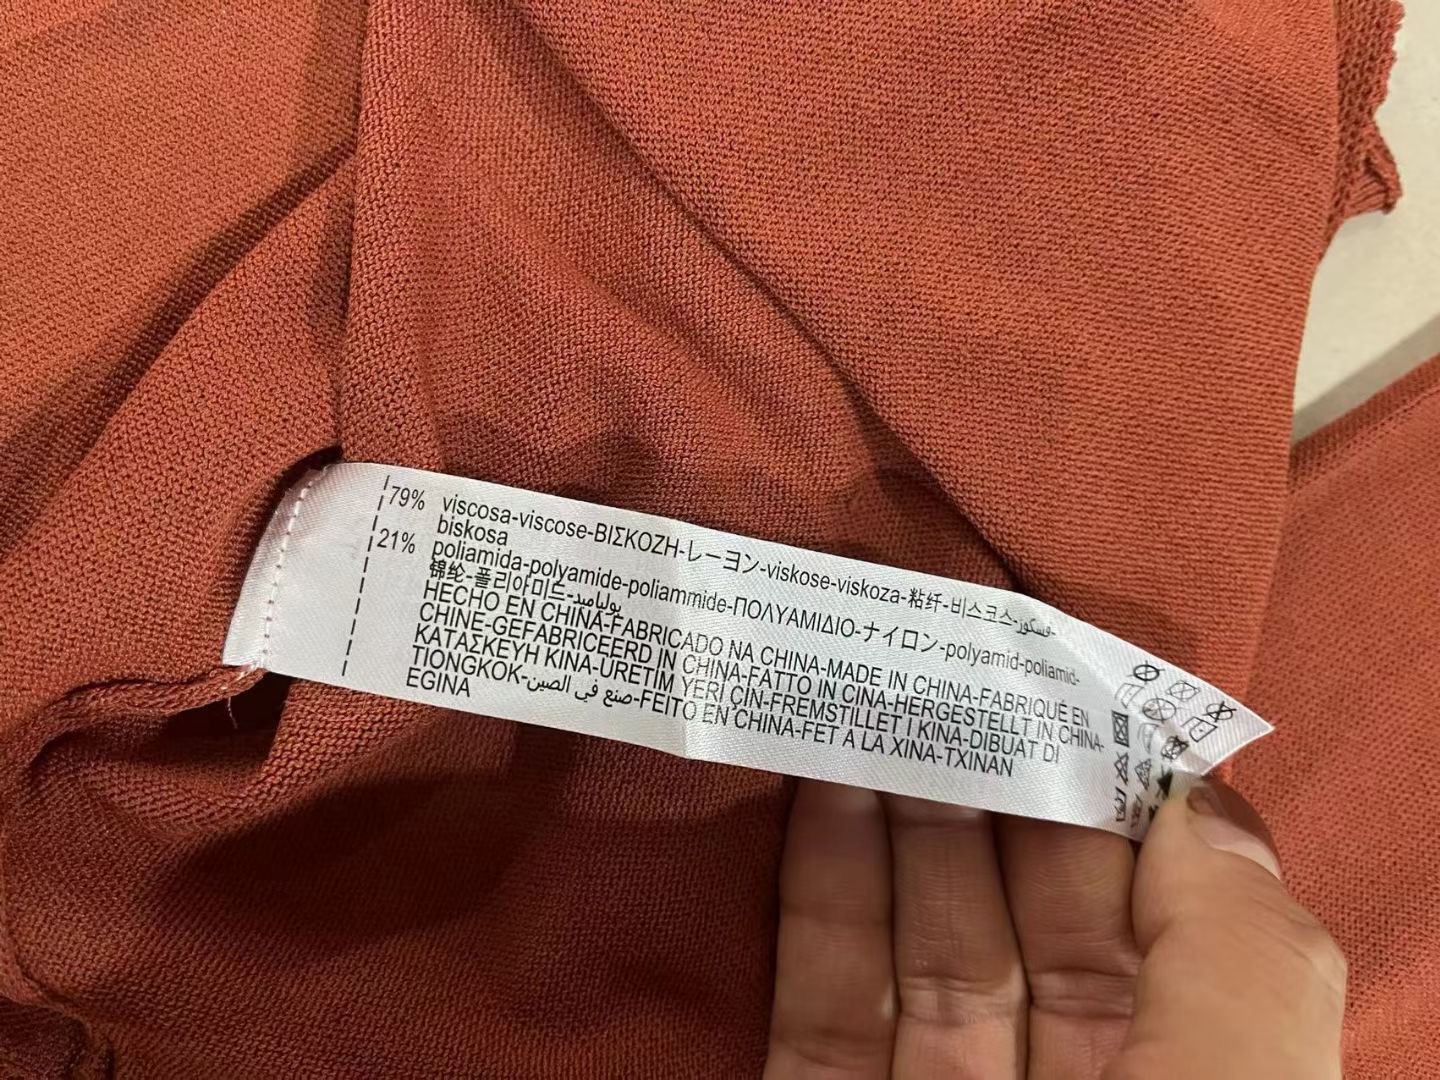 79% viscosa-viscose-ΒΙΣΚΟΖΗ-レーヨン-viskose-viskoza-粘纤-비스코스-فسكوز-
biskosa
21% poliamida-polyamide-poliammide-ΠΟΛΥΑΜΙΔΙΟ-ナイロン-polyamid-poliamid-
锦纶-폴리아미드-بولياميد
HECHO EN CHINA-FABRICADO NA CHINA-MADE IN CHINA-FABRIQUÉ EN
CHINE-GEFABRICEERD IN CHINA-FATTO IN CINA-HERGESTELLT IN CHINA-
ΚΑΤΑΣΚΕΥΗ ΚΙΝΑ-ÜRETİM YERİ ÇİN-FREMSTILLET I KINA-DIBUAT DI
TIONGKOK-صنع في الصين-FEITO EN CHINA-FET A LA XINA-TXINAN
EGINA